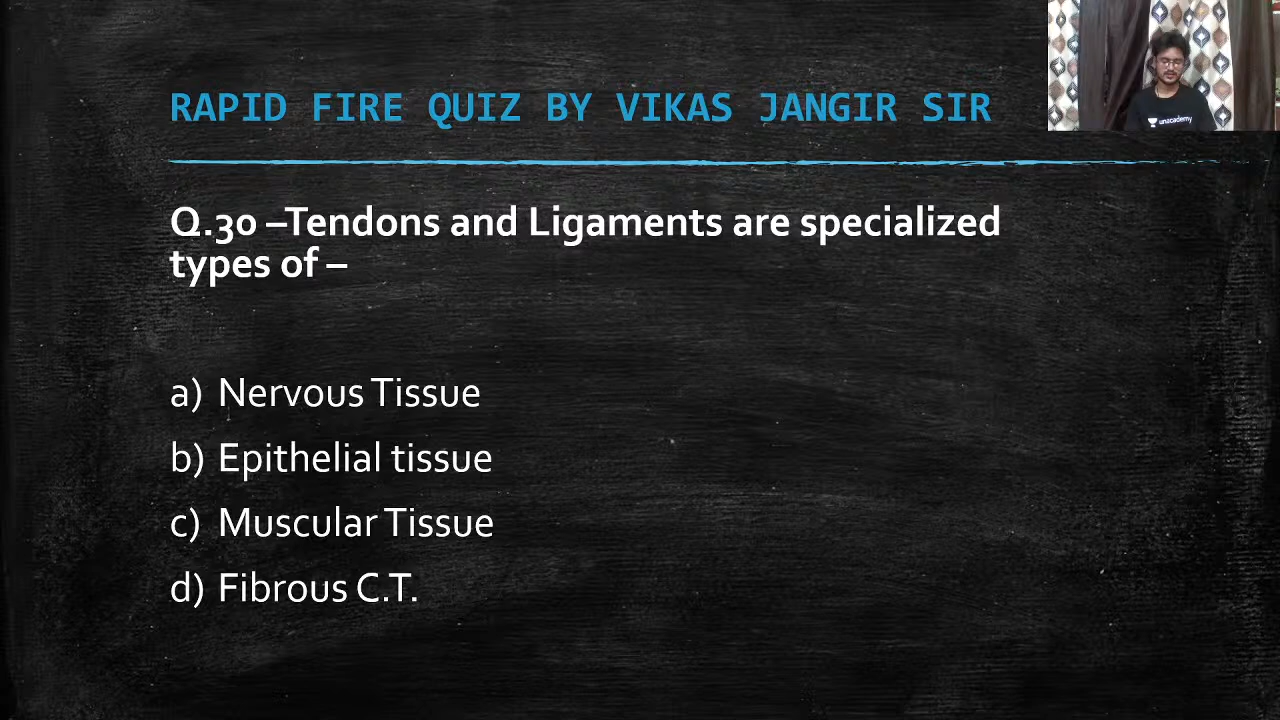 RAPID FIRE QUIZ BY VIKAS JANGIR SIR
unacademy
Q.30 –Tendons and Ligaments are specialized
types of –
a) Nervous Tissue
b) Epithelial tissue
c) Muscular Tissue
d) Fibrous C.T.